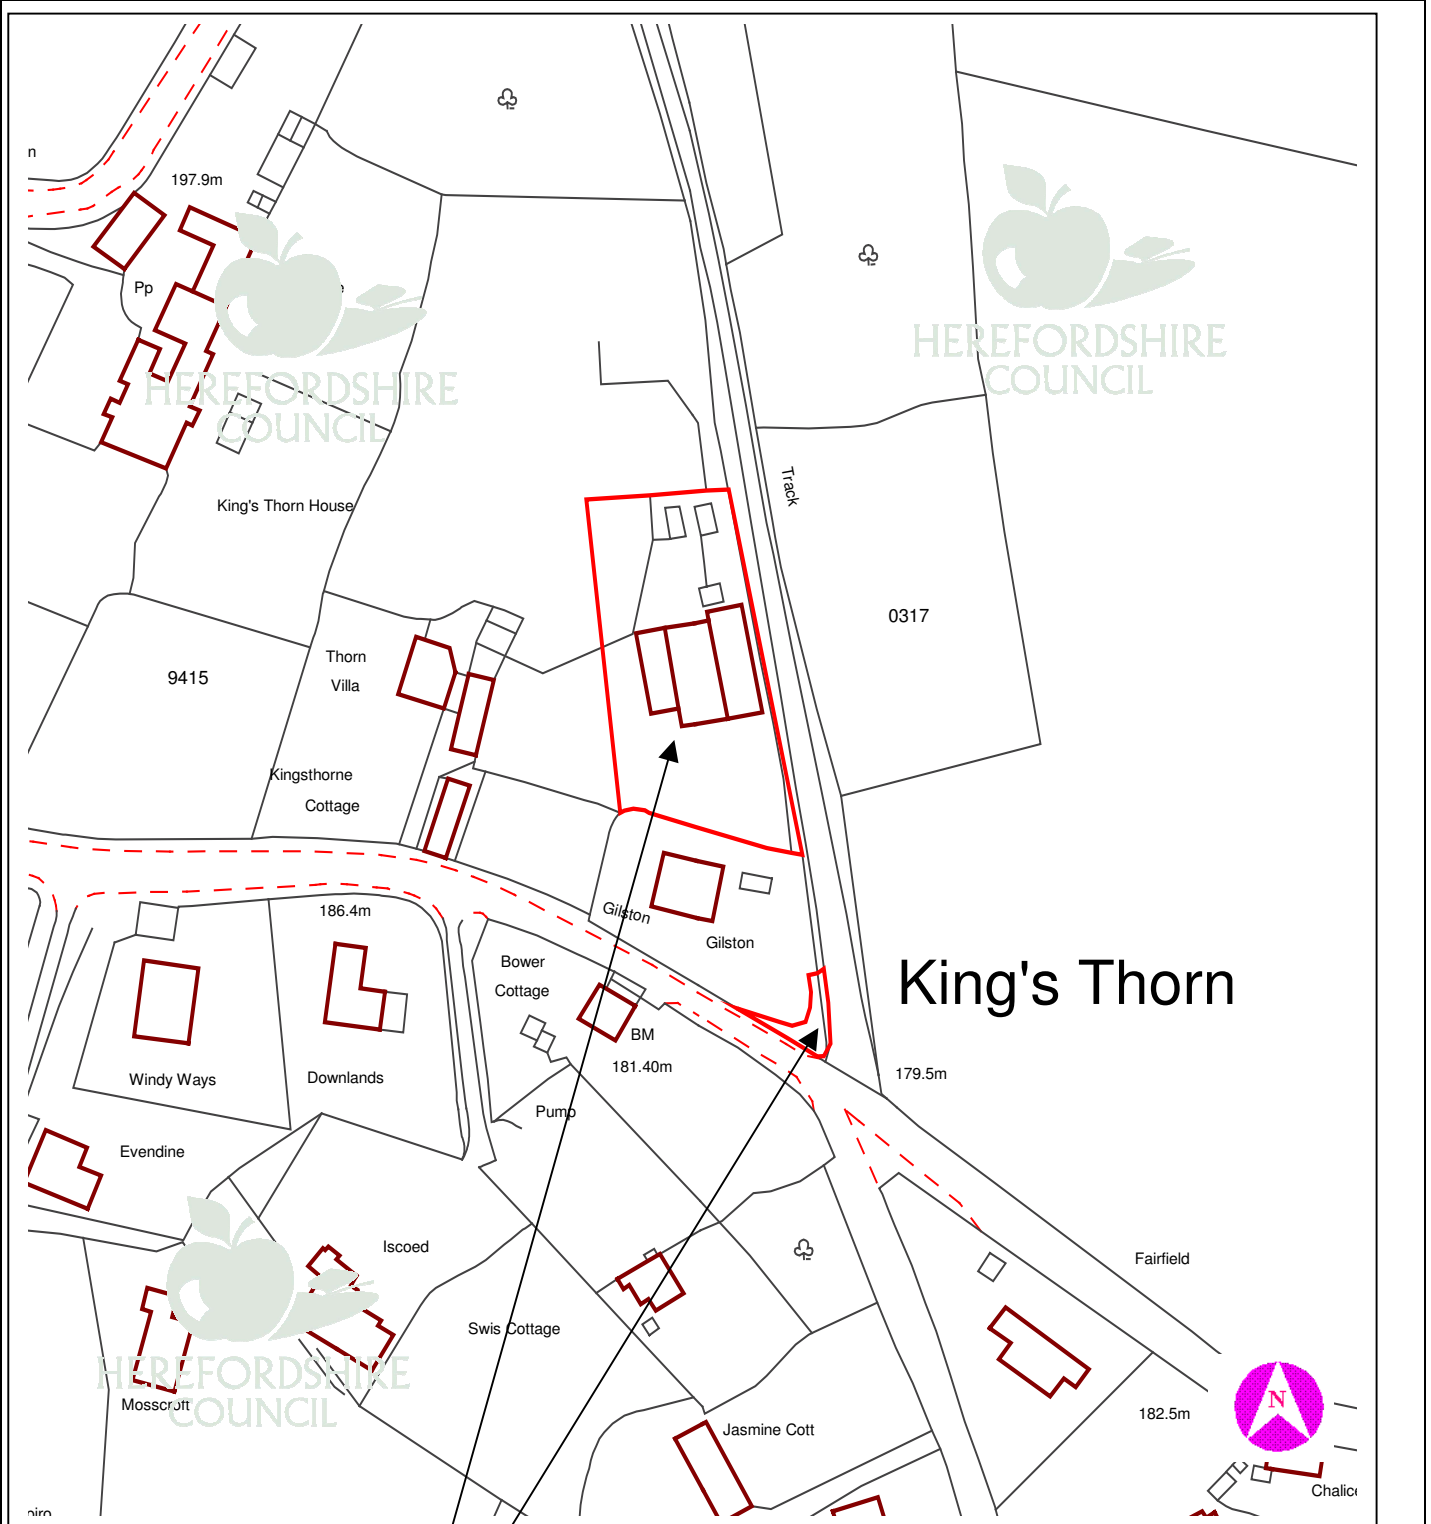 n
197.9m
Pp
e
HEREFORDSHIRE
COUNCIL
HEREFORDSHIRE
COUNCIL
King's Thorn House
Track
0317
9415
Thorn
Villa
Kingsthorne
Cottage
186.4m
Gilston
Gilston
Bower
Cottage
King's Thorn
BM
181.40m
179.5m
Windy Ways
Downlands
Pump
Evendine
Iscoed
Fairfield
Swis Cottage
HEREFORDSHIRE
COUNCIL
Mosscroft
Jasmine Cott
182.5m
N
Chalice